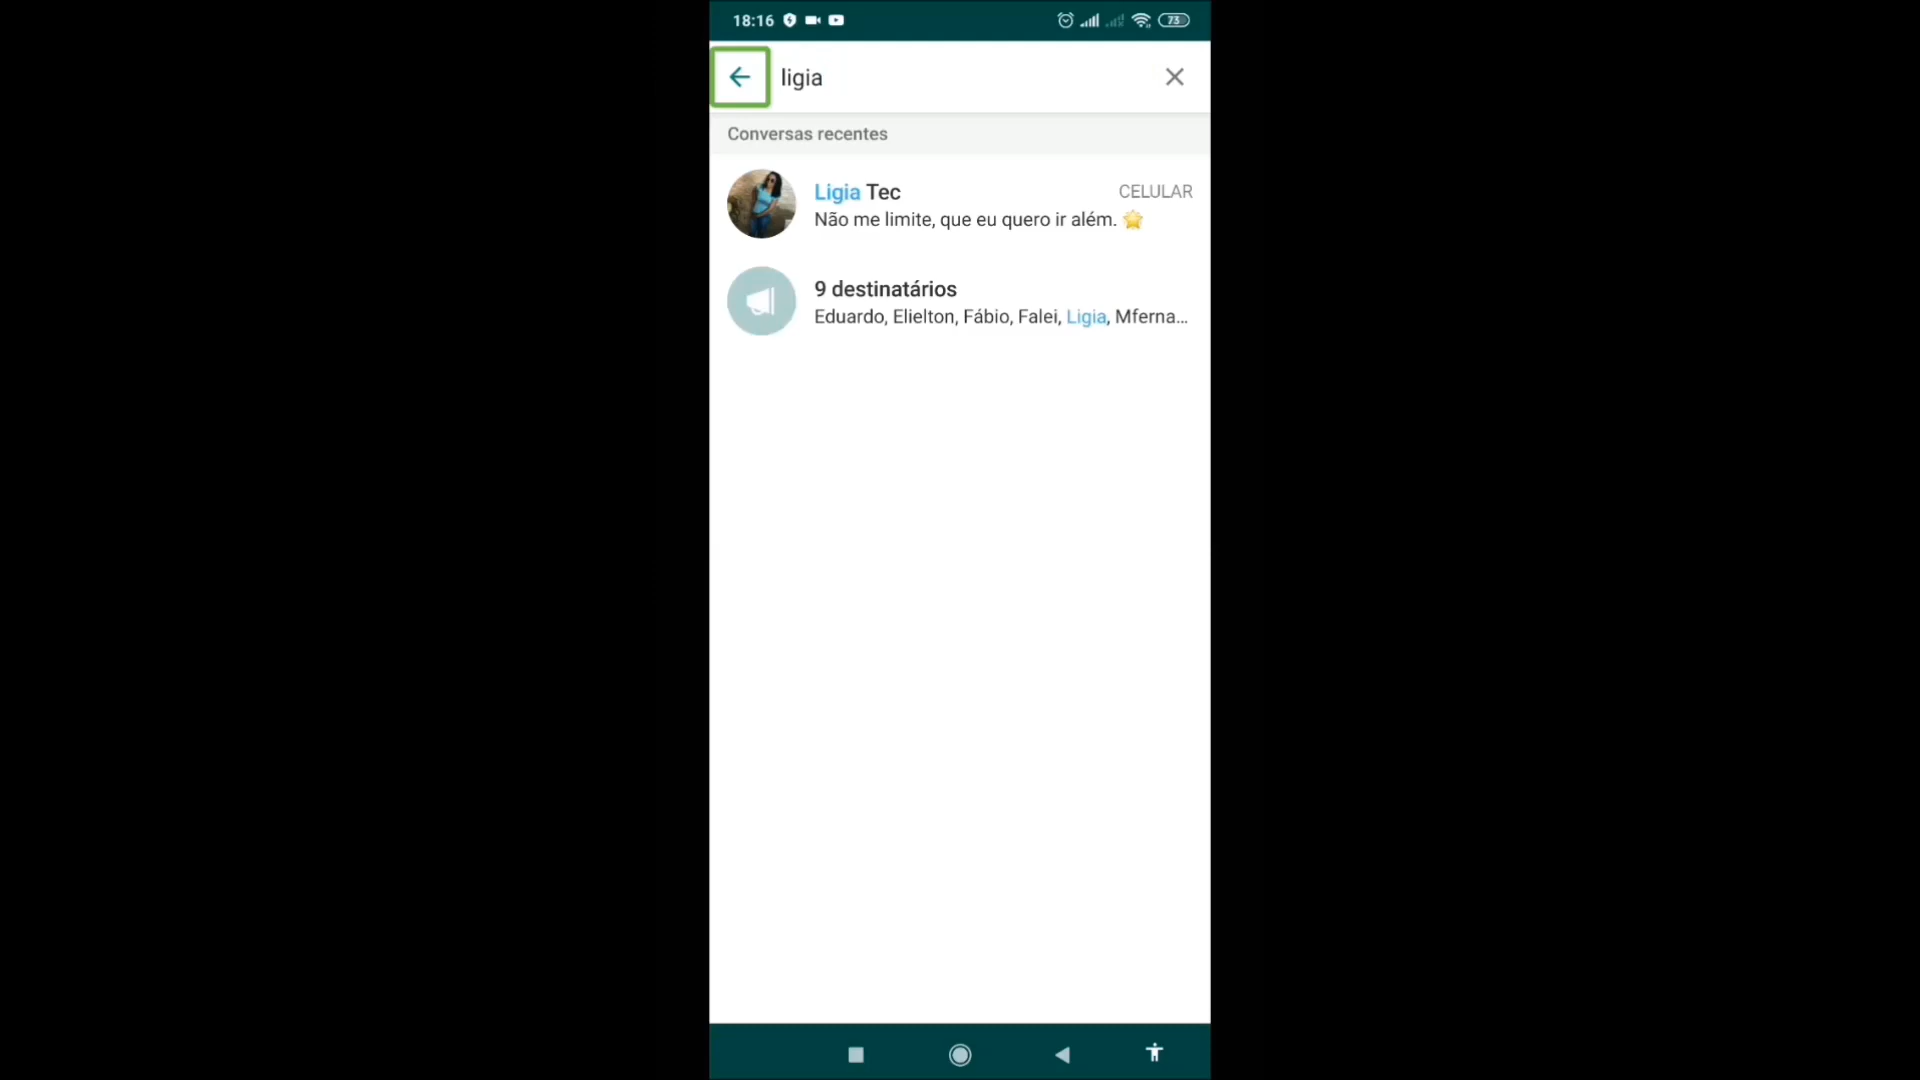 18:16 73
ligia
Conversas recentes
Ligia Tec CELULAR
Não me limite, que eu quero ir além. 🌟
9 destinatários
Eduardo, Elielton, Fábio, Falei, Ligia, Mferna...